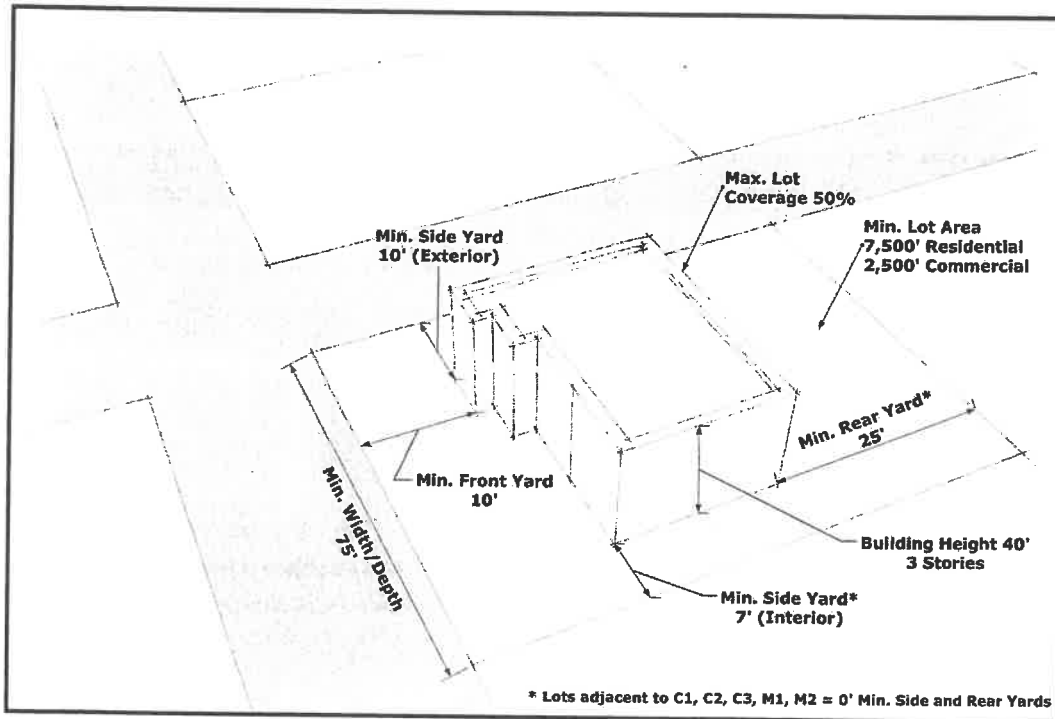 Max. Lot
Coverage 50%
Min. Side Yard
10' (Exterior)
Min. Lot Area
7,500' Residential
2,500' Commercial
Min. Rear Yard*
25'
Min. Front Yard
10'
Min. Width/Depth
75'
Building Height 40'
3 Stories
Min. Side Yard*
7' (Interior)
* Lots adjacent to C1, C2, C3, M1, M2 = 0' Min. Side and Rear Yards